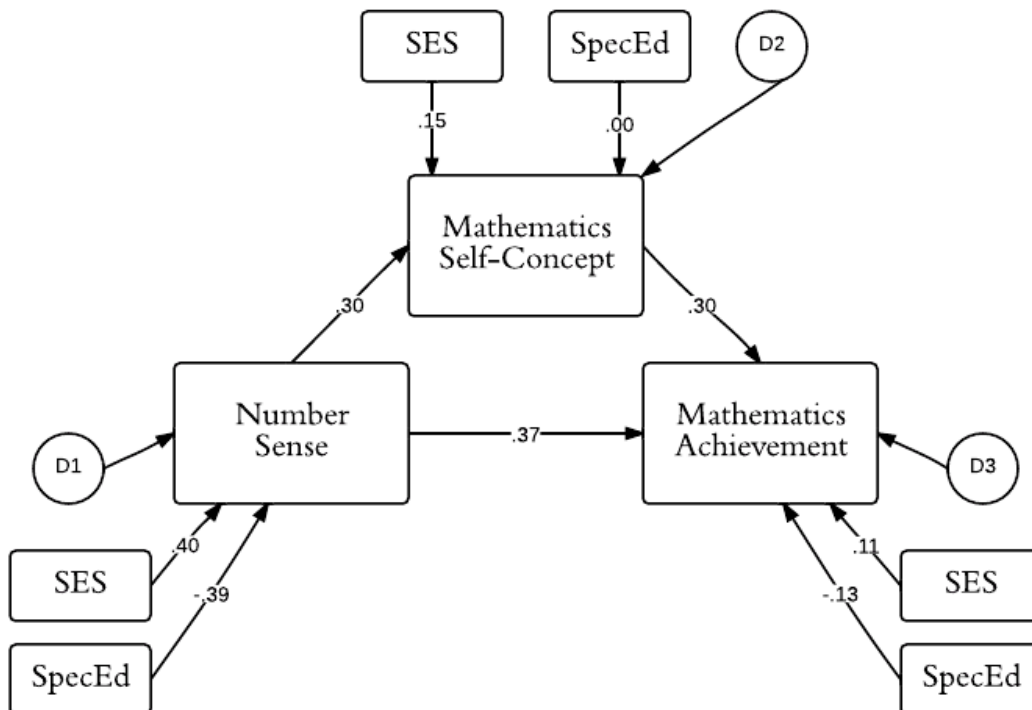 SES
SpecEd
D2
.15
.00
Mathematics
Self-Concept
.30
.30
Number
Sense
.37
Mathematics
Achievement
D1
D3
.40
.11
SES
-.39
-.13
SES
SpecEd
SpecEd